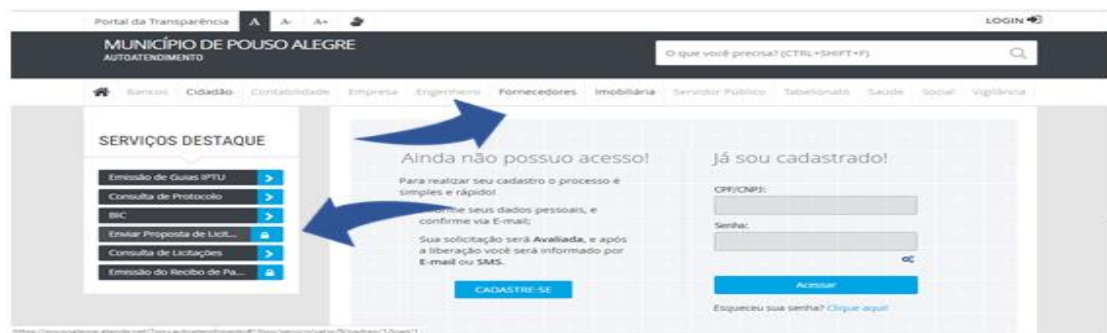 Portal da Transparência A A- A+ LOGIN
MUNICÍPIO DE POUSO ALEGRE
AUTOATENDIMENTO
O que você precisa? (CTRL+SHIFT+F)
Bancos Cidadão Contabilidade Empresa Engenheiro Fornecedores Imobiliária Servidor Público Tabelionato Saúde Social Vigilância
SERVIÇOS DESTAQUE
Emissão de Guias IPTU
Consulta de Protocolo
BIC
Enviar Proposta de Licit...
Consulta de Licitações
Emissão do Recibo de Pa...
Ainda não possuo acesso!
Para realizar seu cadastro o processo é
simples e rápido!
seus dados pessoais, e
confirme via E-mail;
Sua solicitação será Avaliada, e após
a liberação você será informado por
E-mail ou SMS.
CADASTRE-SE
Já sou cadastrado!
CPF/CNPJ:
Senha:
Acessar
Esqueceu sua senha? Clique aqui!